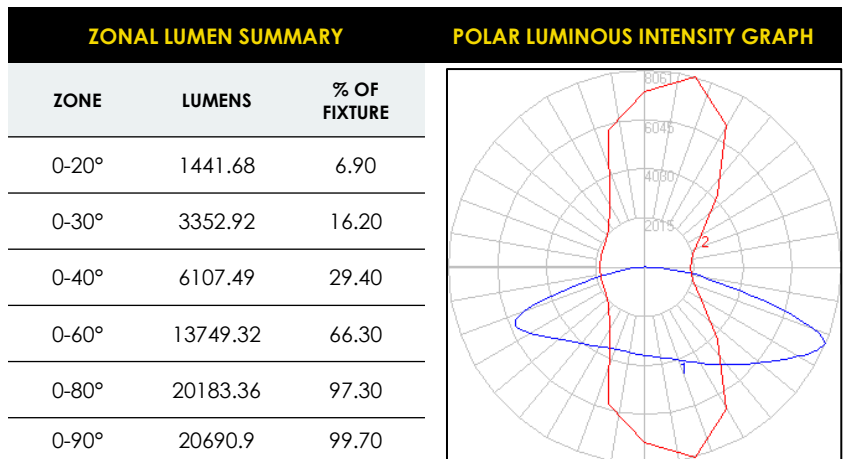 ZONAL LUMEN SUMMARY
ZONE LUMENS % OF FIXTURE
0-20° 1441.68 6.90
0-30° 3352.92 16.20
0-40° 6107.49 29.40
0-60° 13749.32 66.30
0-80° 20183.36 97.30
0-90° 20690.9 99.70
POLAR LUMINOUS INTENSITY GRAPH
8061
6045
4030
2015
2
1